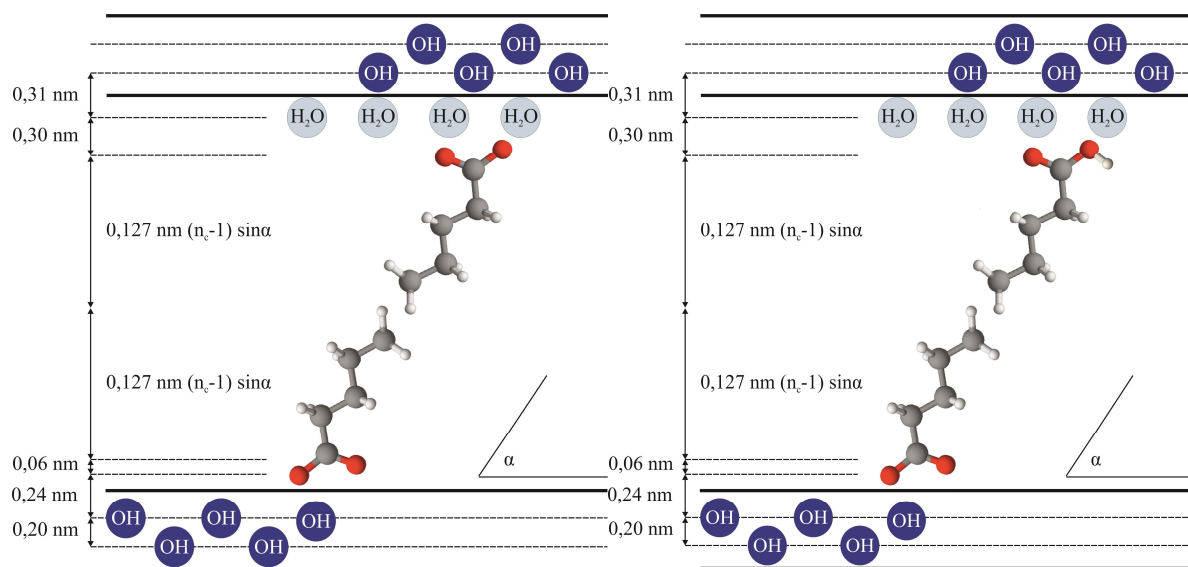 OH OH
OH OH OH
0,31 nm
H₂O H₂O H₂O H₂O
0,30 nm
0,127 nm (n꜀-1) sinα
0,127 nm (n꜀-1) sinα
0,06 nm
α
0,24 nm
OH OH OH
0,20 nm
OH OH
OH OH
OH OH OH
0,31 nm
H₂O H₂O H₂O H₂O
0,30 nm
0,127 nm (n꜀-1) sinα
0,127 nm (n꜀-1) sinα
0,06 nm
α
0,24 nm
OH OH OH
0,20 nm
OH OH